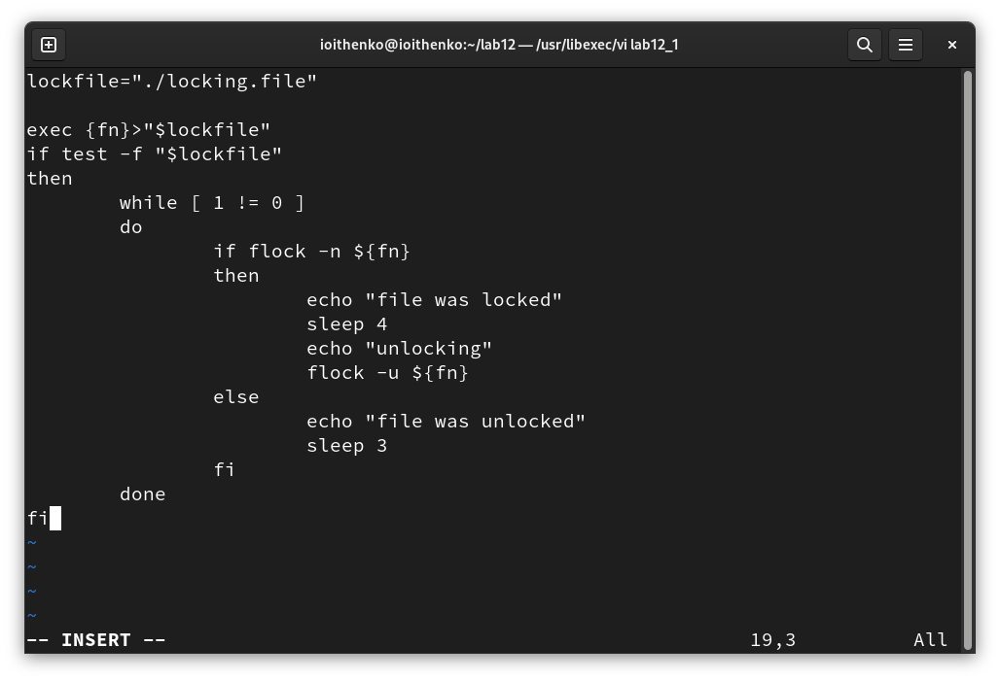 ioithenko@ioithenko:~/lab12 — /usr/libexec/vi lab12_1
lockfile="./locking.file"

exec {fn}>"$lockfile"
if test -f "$lockfile"
then
        while [ 1 != 0 ]
        do
                if flock -n ${fn}
                then
                        echo "file was locked"
                        sleep 4
                        echo "unlocking"
                        flock -u ${fn}
                else
                        echo "file was unlocked"
                        sleep 3
                fi
        done
fi
~
~
~
~
-- INSERT -- 19,3 All